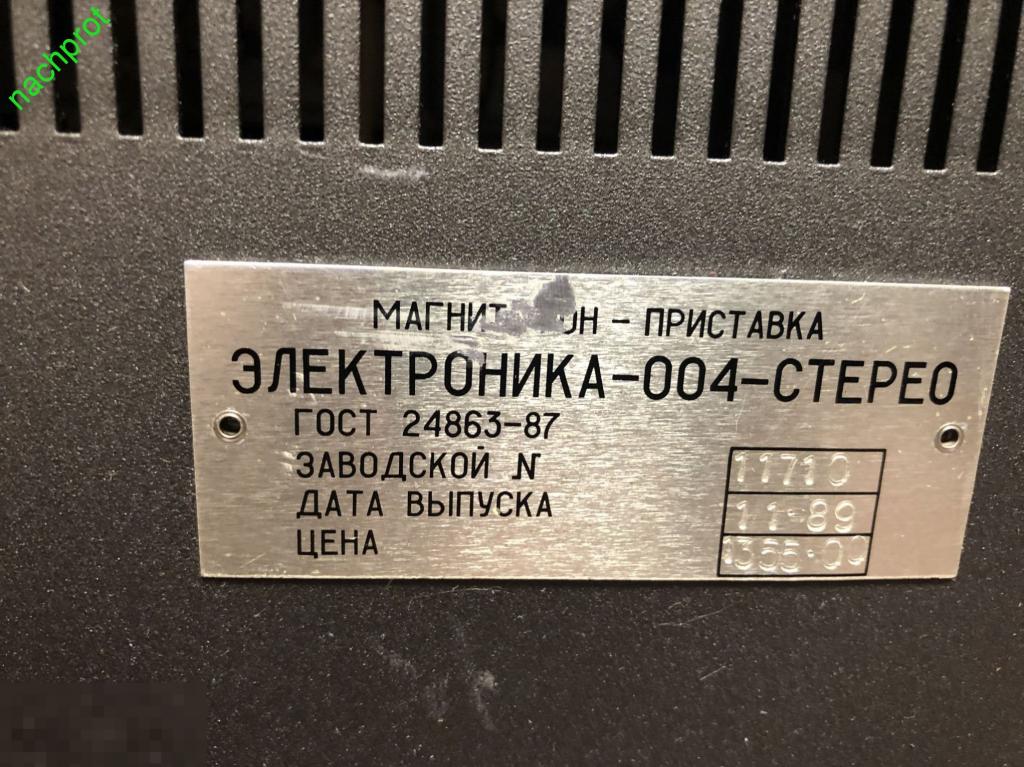 nachprot
- ПРИСТАВКА
ЭЛЕКТРОНИКА-004-СТЕРЕО
ГОСТ 24863-87
ЗАВОДСКОЙ N 11710
ДАТА ВЫПУСКА 11-89
ЦЕНА 1355-00